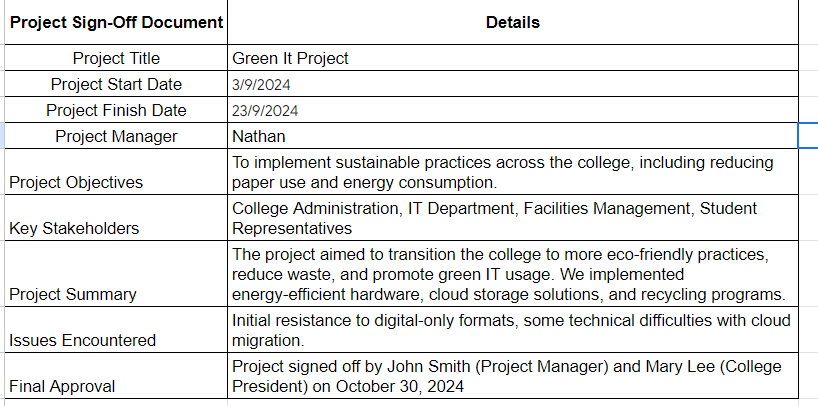 Project Sign-Off Document Details
Project Title Green It Project
Project Start Date 3/9/2024
Project Finish Date 23/9/2024
Project Manager Nathan
To implement sustainable practices across the college, including reducing
Project Objectives paper use and energy consumption.
College Administration, IT Department, Facilities Management, Student
Key Stakeholders Representatives
The project aimed to transition the college to more eco-friendly practices,
reduce waste, and promote green IT usage. We implemented
Project Summary energy-efficient hardware, cloud storage solutions, and recycling programs.
Initial resistance to digital-only formats, some technical difficulties with cloud
Issues Encountered migration.
Project signed off by John Smith (Project Manager) and Mary Lee (College
Final Approval President) on October 30, 2024